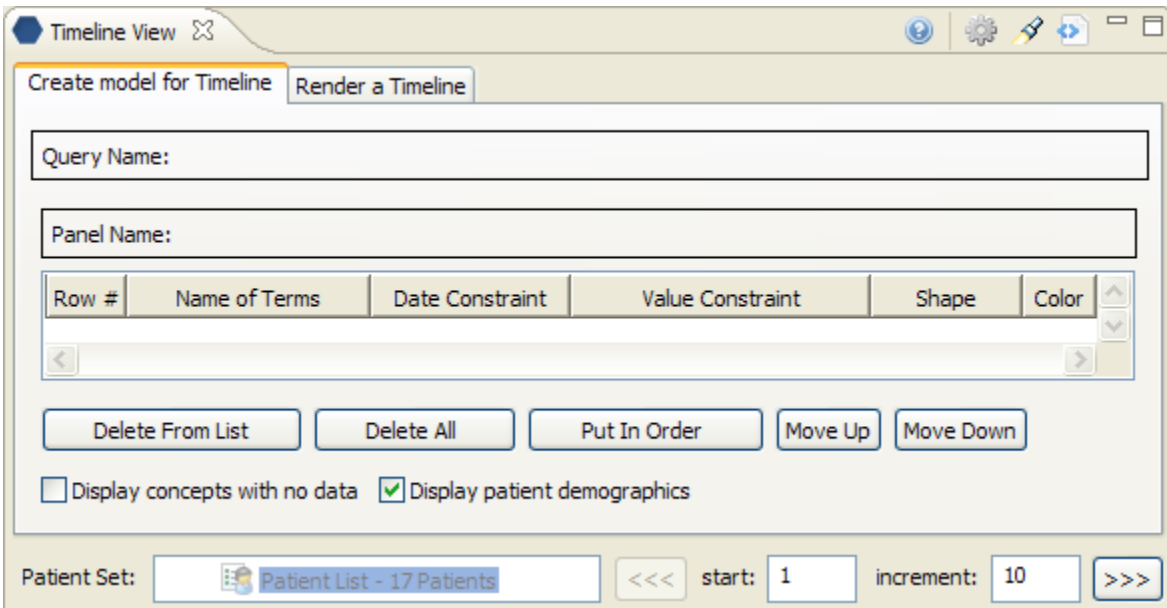 Timeline View
Create model for Timeline Render a Timeline
Query Name:
Panel Name:
Row # Name of Terms Date Constraint Value Constraint Shape Color
Delete From List Delete All Put In Order Move Up Move Down
Display concepts with no data Display patient demographics
Patient Set: Patient List - 17 Patients <<< start: 1 increment: 10 >>>